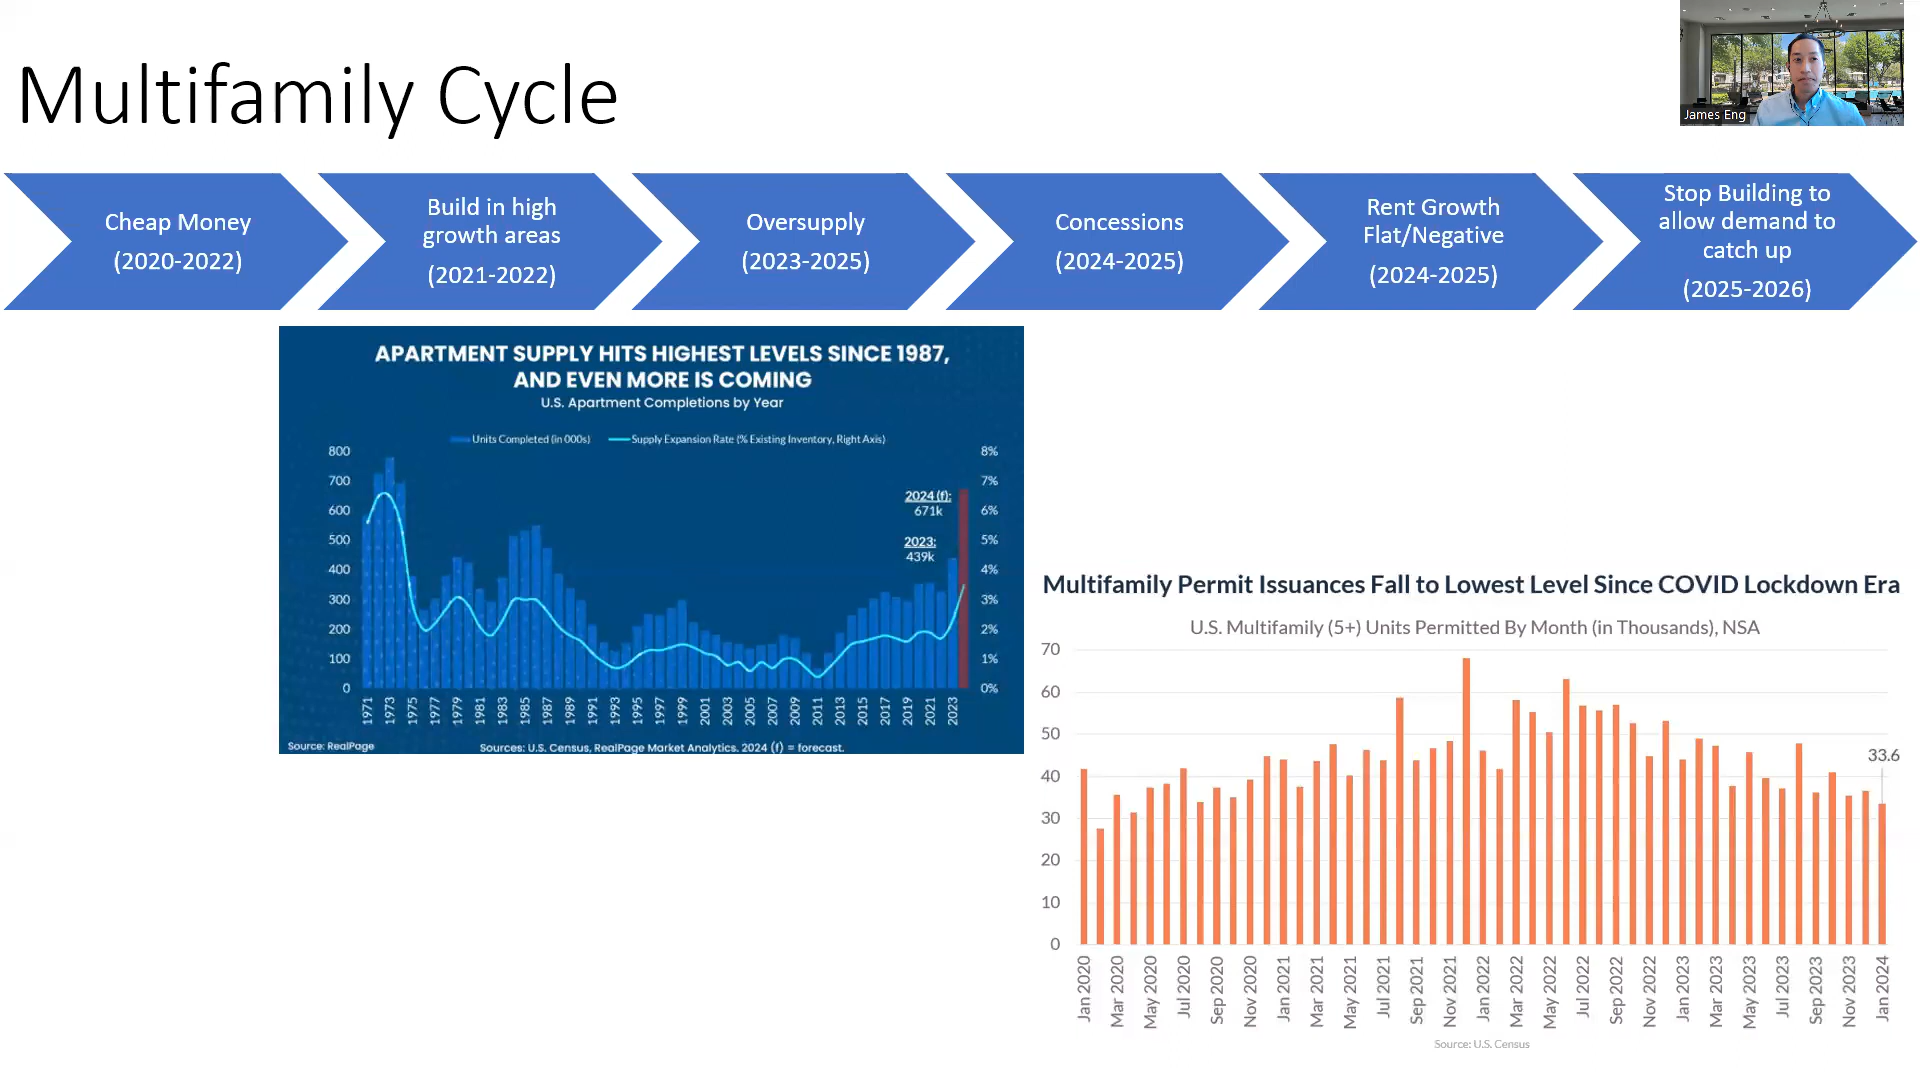 Multifamily Cycle
James Eng
Cheap Money
(2020-2022)
Build in high
growth areas
(2021-2022)
Oversupply
(2023-2025)
Concessions
(2024-2025)
Rent Growth
Flat/Negative
(2024-2025)
Stop Building to
allow demand to
catch up
(2025-2026)
APARTMENT SUPPLY HITS HIGHEST LEVELS SINCE 1987,
AND EVEN MORE IS COMING
U.S. Apartment Completions by Year
Units Completed (in 000s) Supply Expansion Rate (% Existing Inventory, Right Axis)
800 8%
700 7%
600 6%
500 5%
400 4%
300 3%
200 2%
100 1%
0 0%
2024 (f):
671k
2023:
439k
1971 1973 1975 1977 1979 1981 1983 1985 1987 1989 1991 1993 1995 1997 1999 2001 2003 2005 2007 2009 2011 2013 2015 2017 2019 2021 2023
Source: RealPage Sources: U.S. Census, RealPage Market Analytics. 2024 (f) = forecast.
Multifamily Permit Issuances Fall to Lowest Level Since COVID Lockdown Era
U.S. Multifamily (5+) Units Permitted By Month (in Thousands), NSA
70
60
50
40
30
20
10
0
33.6
Jan 2020 Mar 2020 May 2020 Jul 2020 Sep 2020 Nov 2020 Jan 2021 Mar 2021 May 2021 Jul 2021 Sep 2021 Nov 2021 Jan 2022 Mar 2022 May 2022 Jul 2022 Sep 2022 Nov 2022 Jan 2023 Mar 2023 May 2023 Jul 2023 Sep 2023 Nov 2023 Jan 2024
Source: U.S. Census